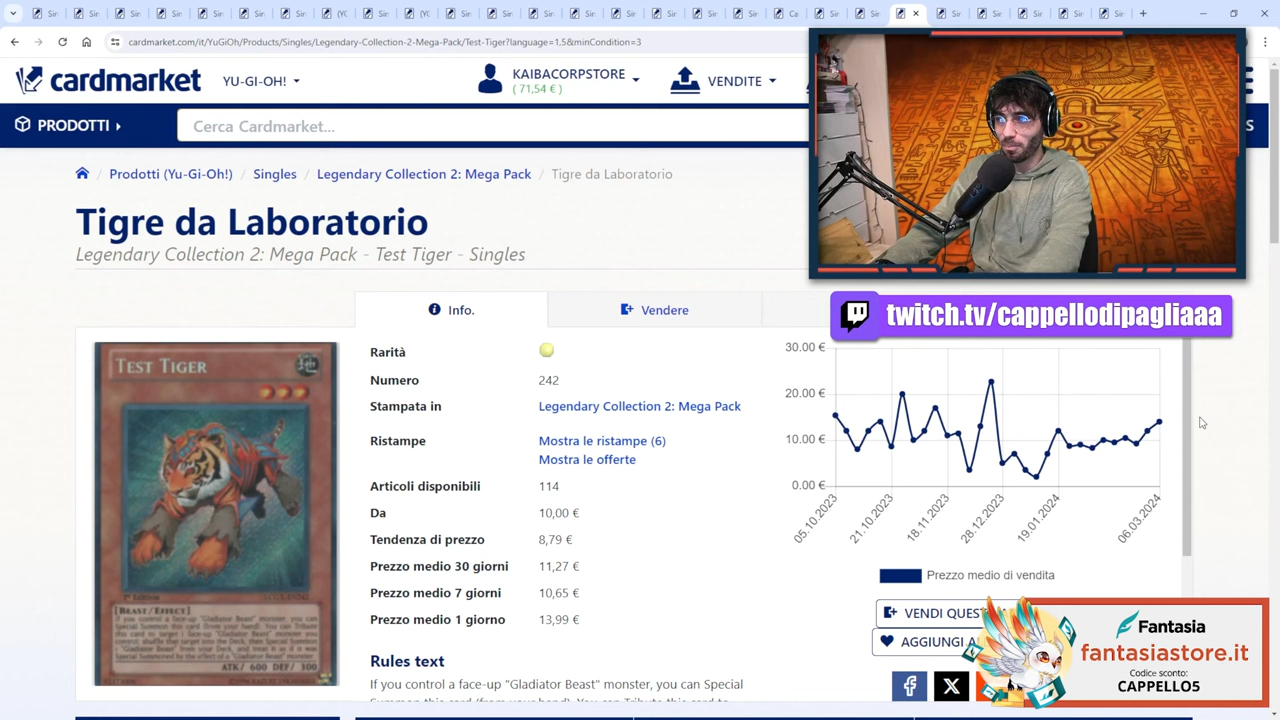 cardmarket.com/it/YuGiOh/Products/Singles/Legendary-Collection-2-Mega-Pack/Test-Tiger?language=1,5&minCondition=3
cardmarket
YU-GI-OH!
KAIBACORPSTORE
( 71,54 € )
VENDITE
PRODOTTI
Cerca Cardmarket...
S
/ Prodotti (Yu-Gi-Oh!) / Singles / Legendary Collection 2: Mega Pack / Tigre da Laboratorio
Tigre da Laboratorio
Legendary Collection 2: Mega Pack - Test Tiger - Singles
Info.
Vendere
twitch.tv/cappellodipagliaaa
TEST TIGER
[BEAST/EFFECT]
ATK/ 600 DEF/ 300
Rarità
Numero 242
Stampata in Legendary Collection 2: Mega Pack
Ristampe Mostra le ristampe (6)
Mostra le offerte
Articoli disponibili 114
Da 10,00 €
Tendenza di prezzo 8,79 €
Prezzo medio 30 giorni 11,27 €
Prezzo medio 7 giorni 10,65 €
Prezzo medio 1 giorno 13,99 €
Rules text
If you control a face-up "Gladiator Beast" monster, you can Special
30.00 €
20.00 €
10.00 €
0.00 €
05.10.2023
21.10.2023
18.11.2023
28.12.2023
19.01.2024
06.03.2024
Prezzo medio di vendita
VENDI QUEST
AGGIUNGI A
Fantasia
fantasiastore.it
Codice sconto:
CAPPELLO5